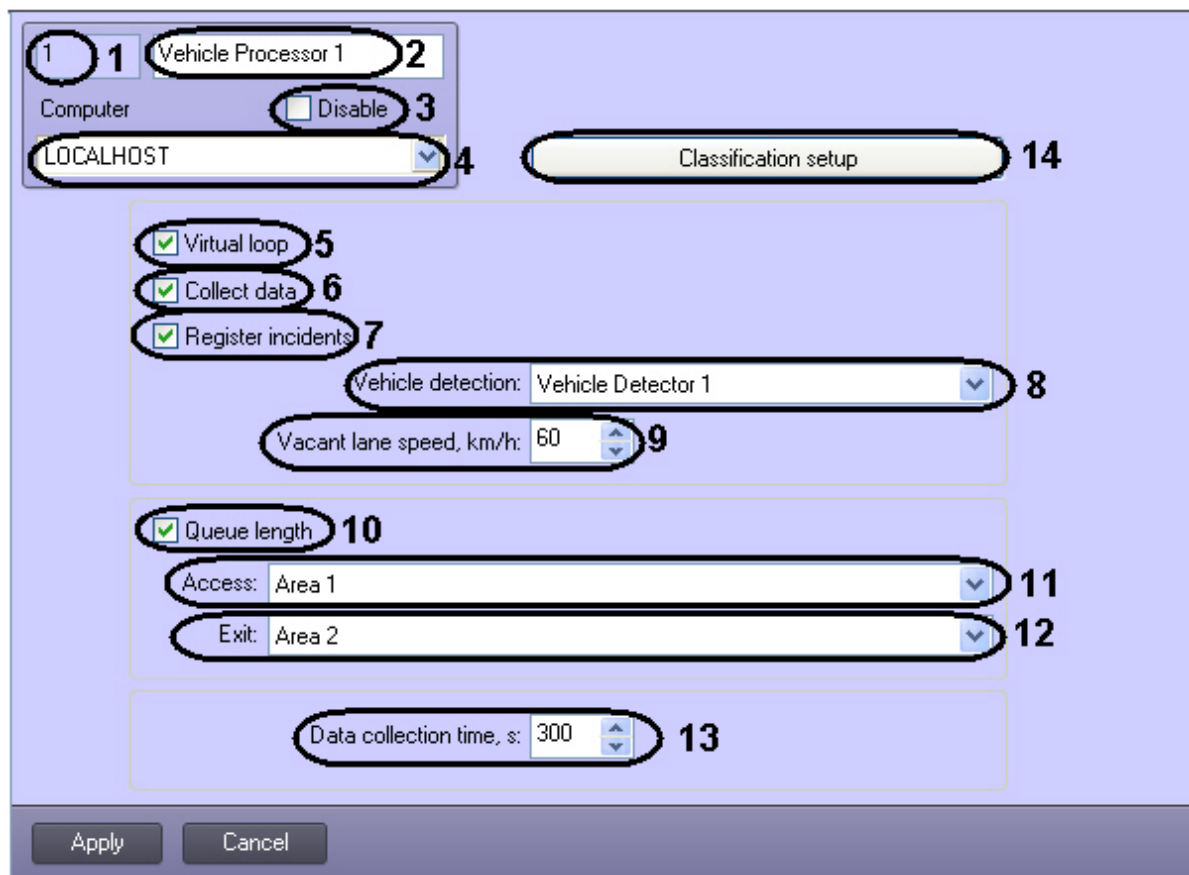 1 1 Vehicle Processor 1 2
Computer Disable 3
LOCALHOST 4 Classification setup 14
Virtual loop 5
Collect data 6
Register incidents 7
Vehicle detection: Vehicle Detector 1 8
Vacant lane speed, km/h: 60 9
Queue length 10
Access: Area 1 11
Exit: Area 2 12
Data collection time, s: 300 13
Apply Cancel